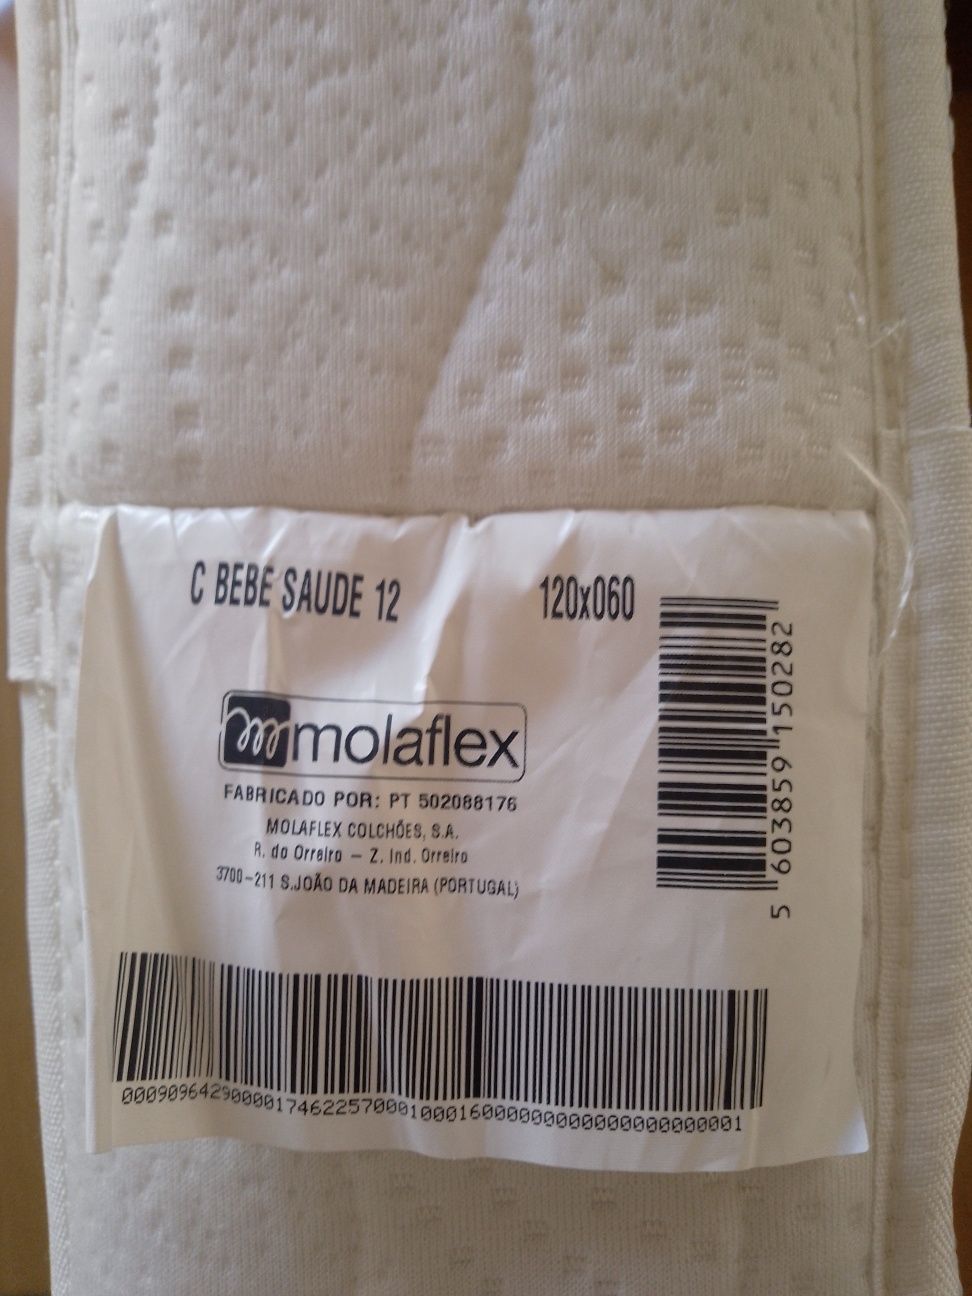 C BEBE SAUDE 12 120x060
molaflex
FABRICADO POR: PT 502088176
MOLAFLEX COLCHÕES, S.A.
R. do Orreiro – Z. Ind. Orreiro
3700-211 S.JOÃO DA MADEIRA (PORTUGAL)
5 603859 150282